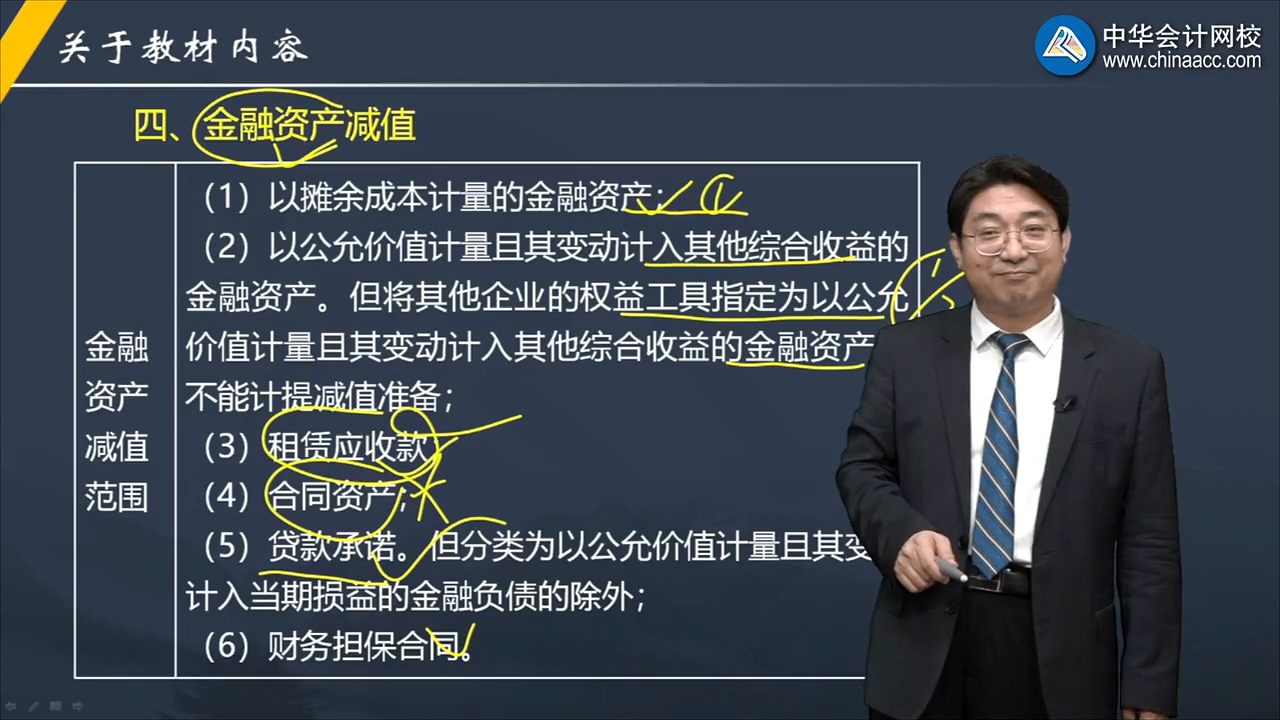 关于教材内容
中华会计网校
www.chinaacc.com
四、金融资产减值
金融
资产
减值
范围
（1）以摊余成本计量的金融资产；①
（2）以公允价值计量且其变动计入其他综合收益的
金融资产。但将其他企业的权益工具指定为以公允
价值计量且其变动计入其他综合收益的金融资产
不能计提减值准备；
（3）租赁应收款
（4）合同资产；
（5）贷款承诺。但分类为以公允价值计量且其变
计入当期损益的金融负债的除外；
（6）财务担保合同。